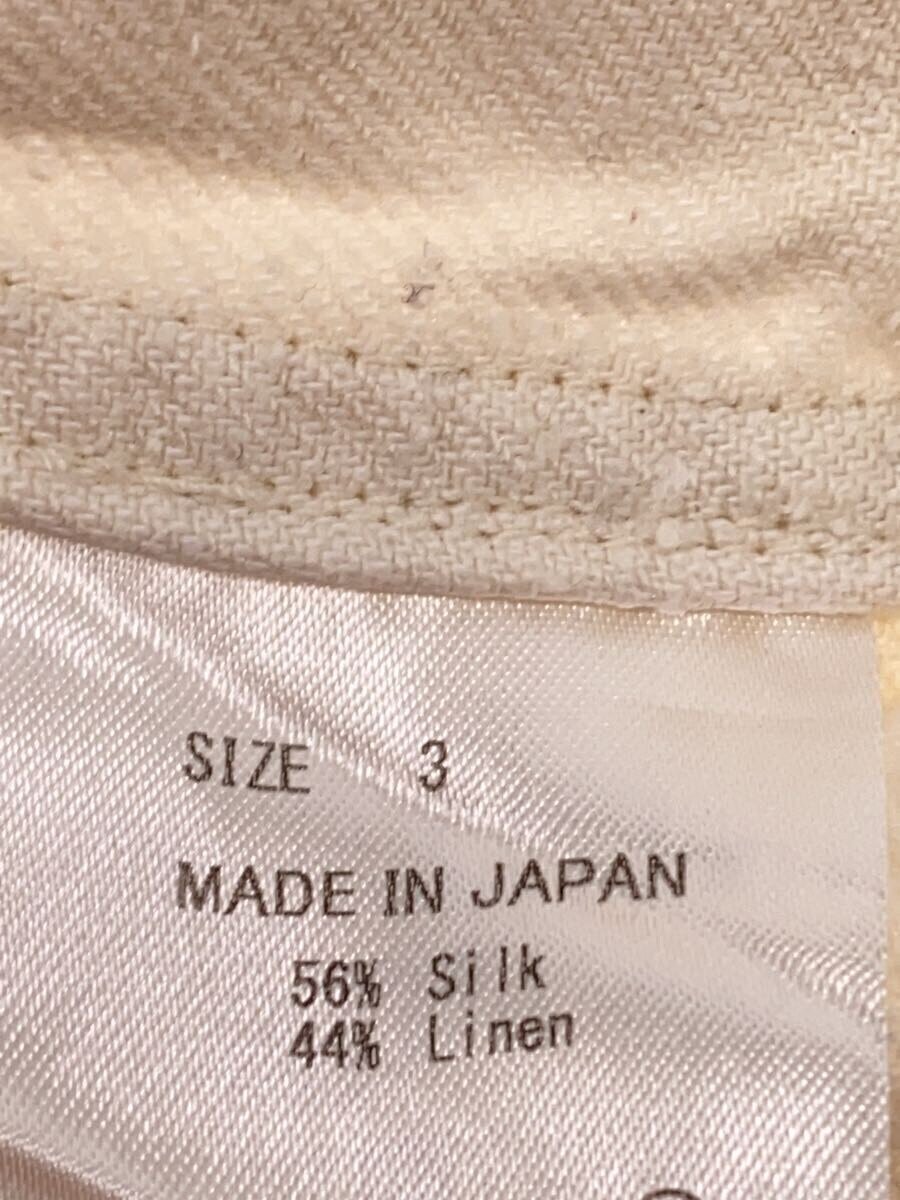 SIZE 3
MADE IN JAPAN
56% Silk
44% Linen